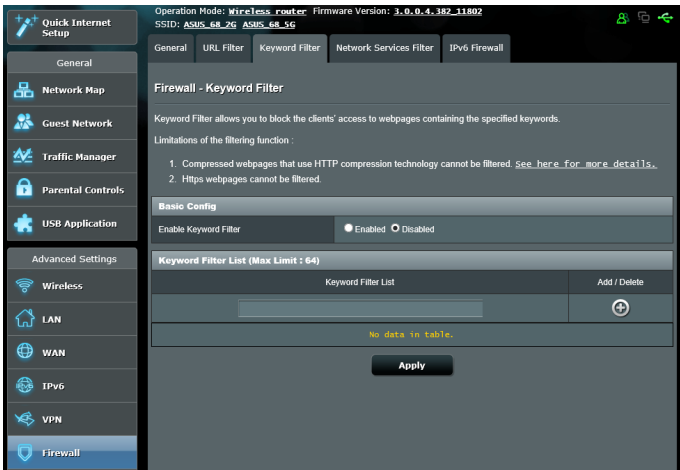 Quick Internet
Setup
General
Network Map
Guest Network
Traffic Manager
Parental Controls
USB Application
Advanced Settings
Wireless
LAN
WAN
IPv6
VPN
Firewall
Operation Mode: Wireless router Firmware Version: 3.0.0.4.382_11802
SSID: ASUS_68_2G ASUS_68_5G
General URL Filter Keyword Filter Network Services Filter IPv6 Firewall
Firewall - Keyword Filter
Keyword Filter allows you to block the clients' access to webpages containing the specified keywords.
Limitations of the filtering function :
1. Compressed webpages that use HTTP compression technology cannot be filtered. See here for more details.
2. Https webpages cannot be filtered.
Basic Config
Enable Keyword Filter Enabled Disabled
Keyword Filter List (Max Limit : 64)
Keyword Filter List Add / Delete
No data in table.
Apply